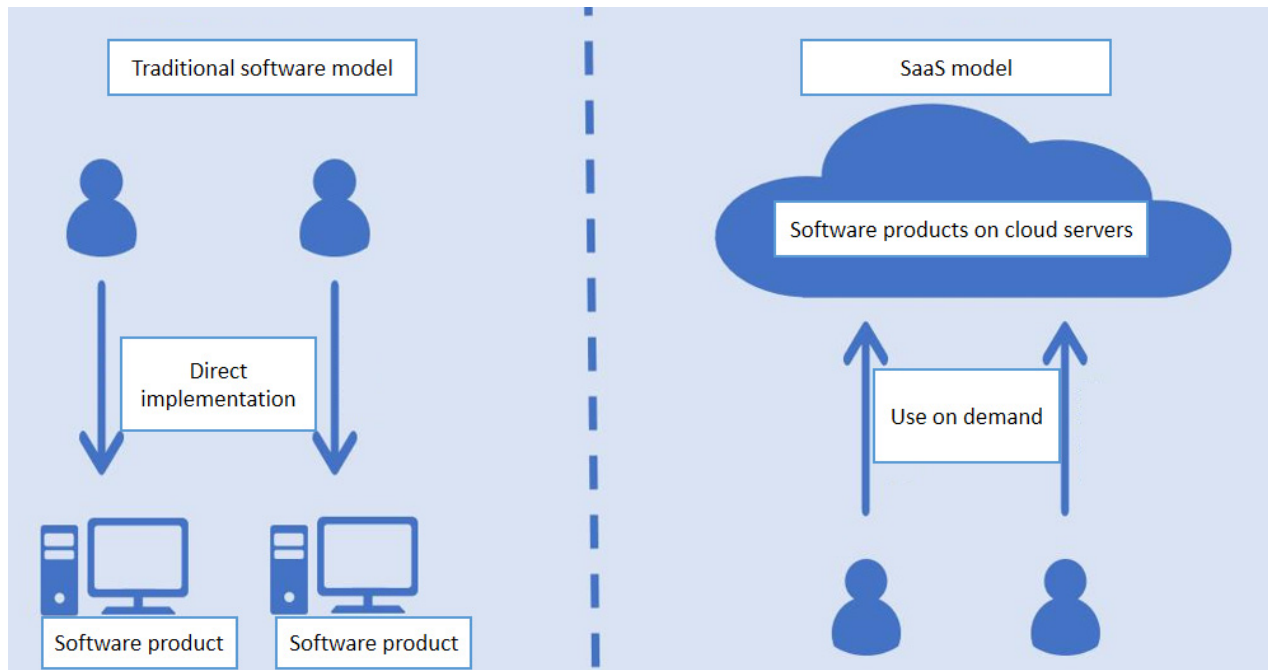 Traditional software model
SaaS model
Software products on cloud servers
Direct
implementation
Use on demand
Software product
Software product